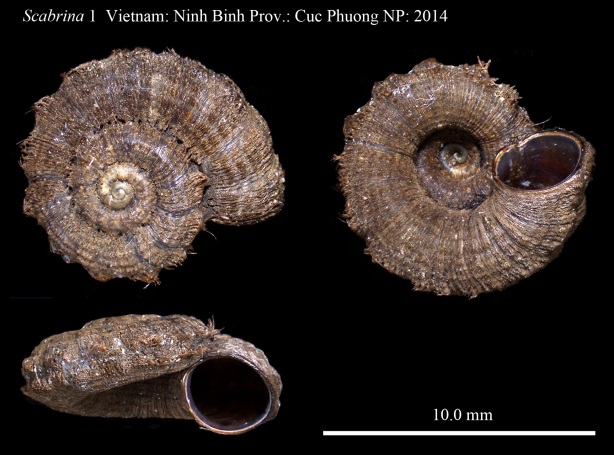 Scabrina 1 Vietnam: Ninh Binh Prov.: Cuc Phuong NP: 2014
10.0 mm